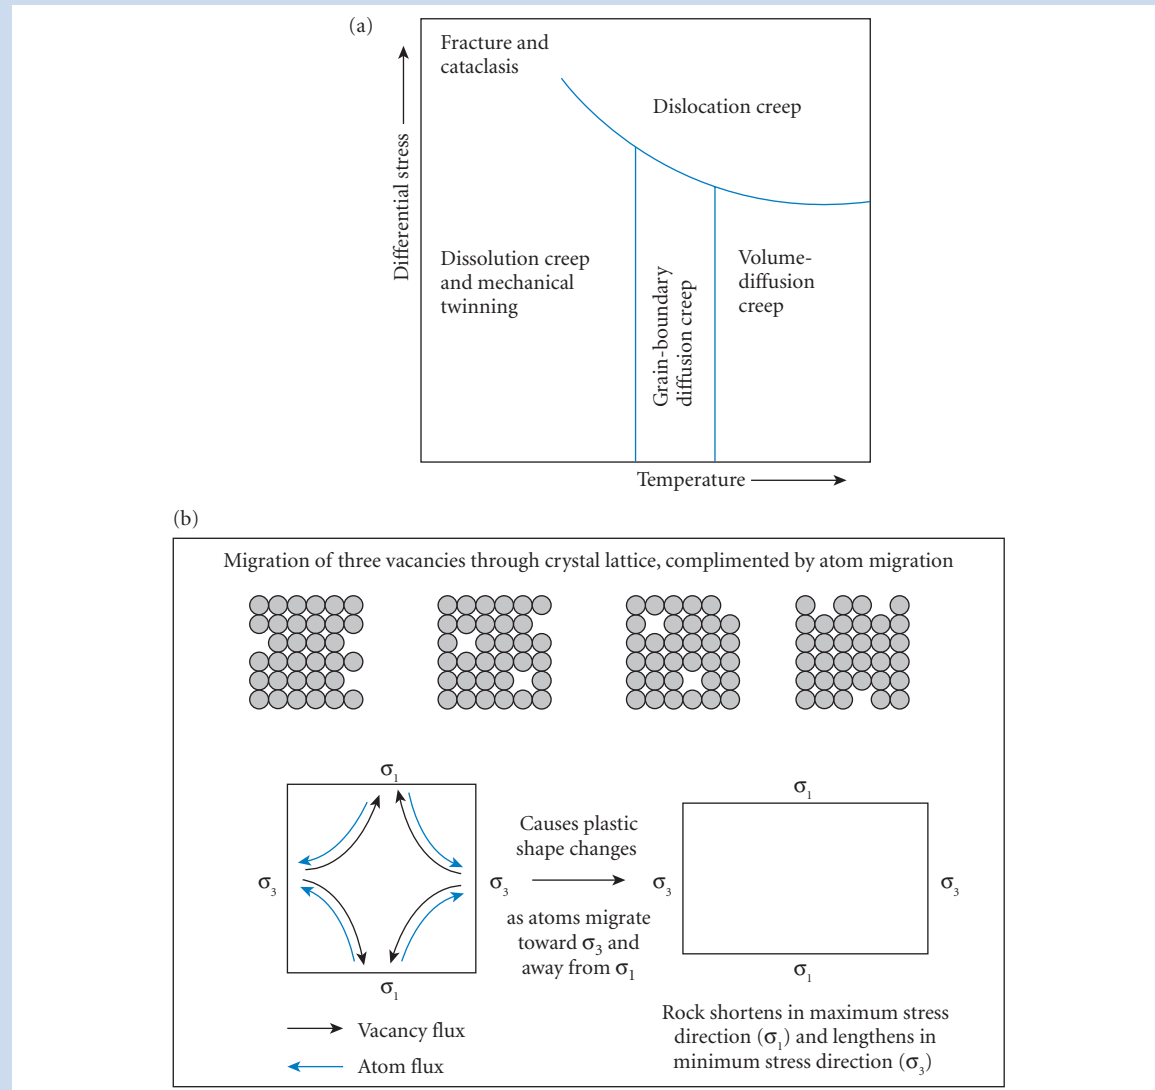 (a)
Fracture and
cataclasis
Dislocation creep
Differential stress
Dissolution creep
and mechanical
twinning
Grain-boundary
diffusion creep
Volume-
diffusion
creep
Temperature
(b)
Migration of three vacancies through crystal lattice, complimented by atom migration
σ1
σ3
σ3
σ1
Causes plastic
shape changes
as atoms migrate
toward σ3 and
away from σ1
σ1
σ3
σ3
σ1
Vacancy flux
Atom flux
Rock shortens in maximum stress
direction (σ1) and lengthens in
minimum stress direction (σ3)